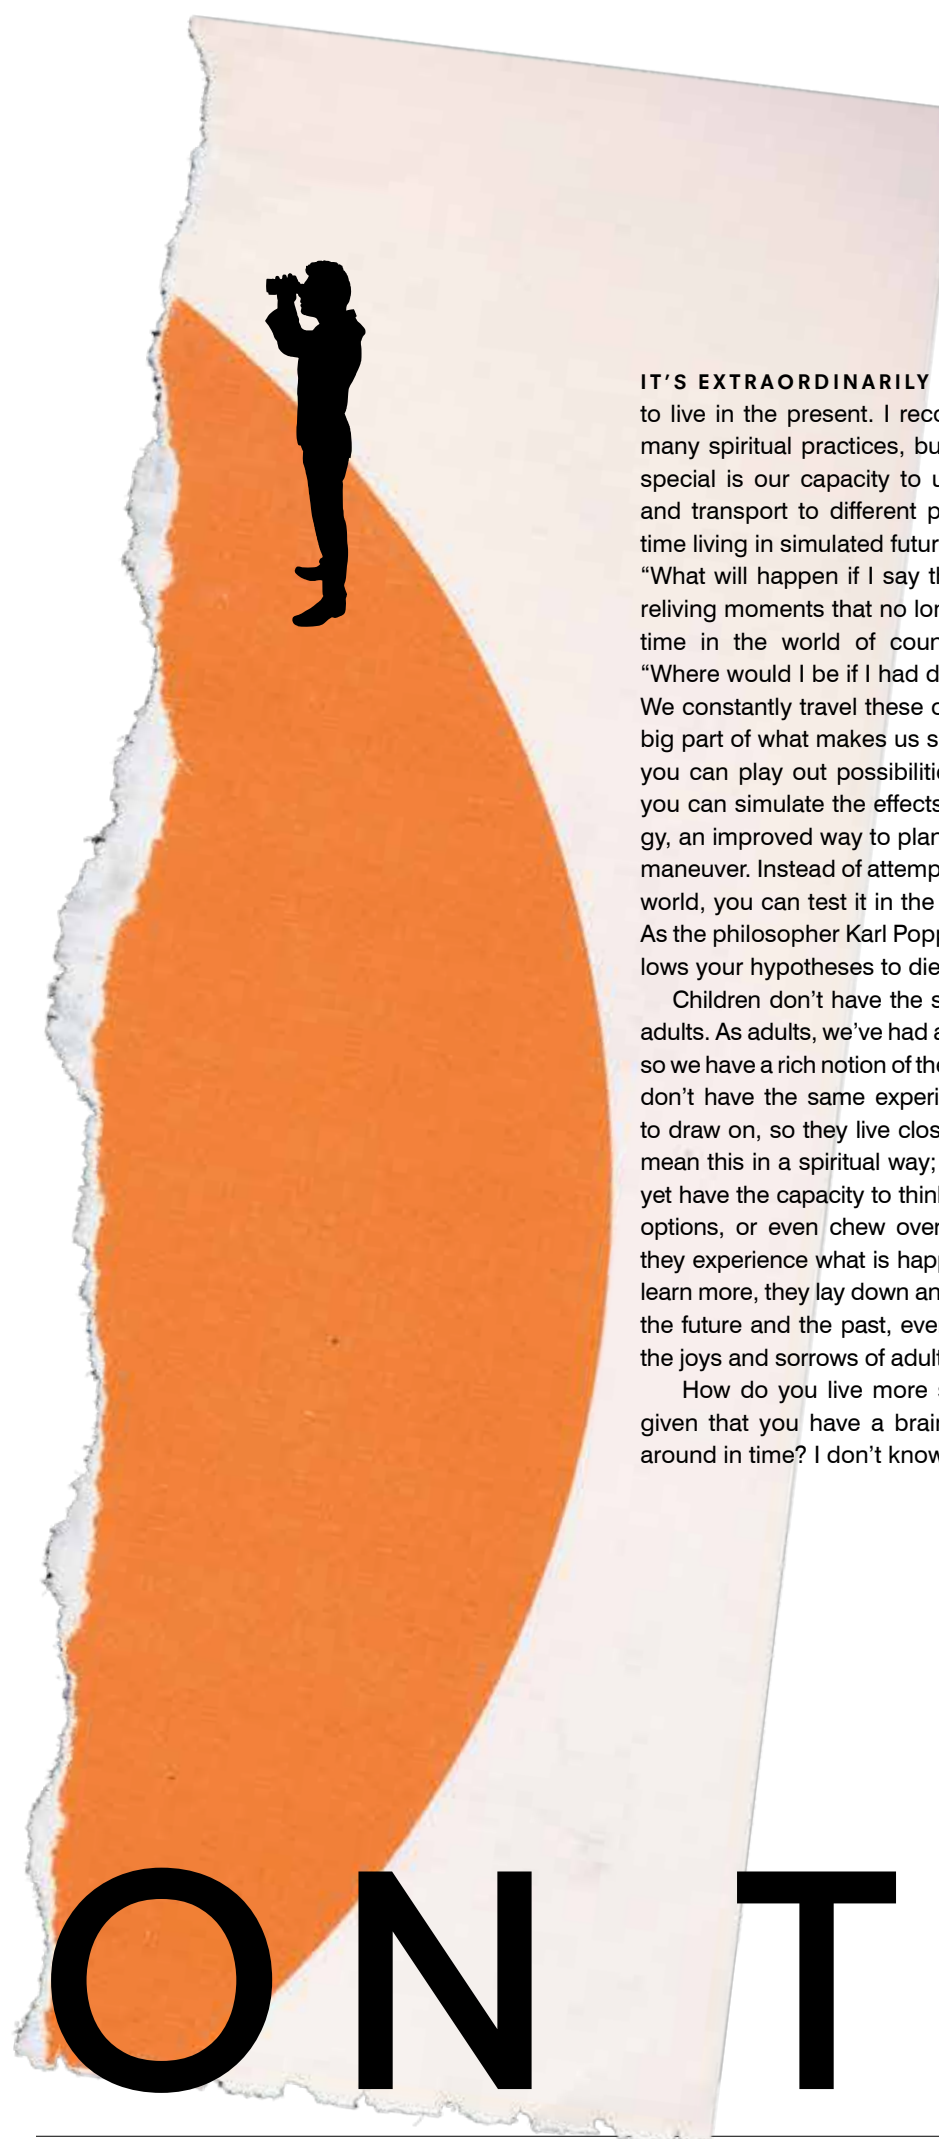 IT’S EXTRAORDINARILY
to live in the present. I
many spiritual practices,
special is our capacity to
and transport to different
time living in simulated
“What will happen if I say
reliving moments that no
time in the world of
“Where would I be if I had
We constantly travel these
big part of what makes us
you can play out
you can simulate the effects
gy, an improved way to
maneuver. Instead of
world, you can test it in the
As the philosopher Karl
lows your hypotheses to die
Children don’t have the
adults. As adults, we’ve had
so we have a rich notion of
don’t have the same
to draw on, so they live
mean this in a spiritual way;
yet have the capacity to
options, or even chew over
they experience what is
learn more, they lay down
the future and the past,
the joys and sorrows of
How do you live more
given that you have a
around in time? I don’t
ON T